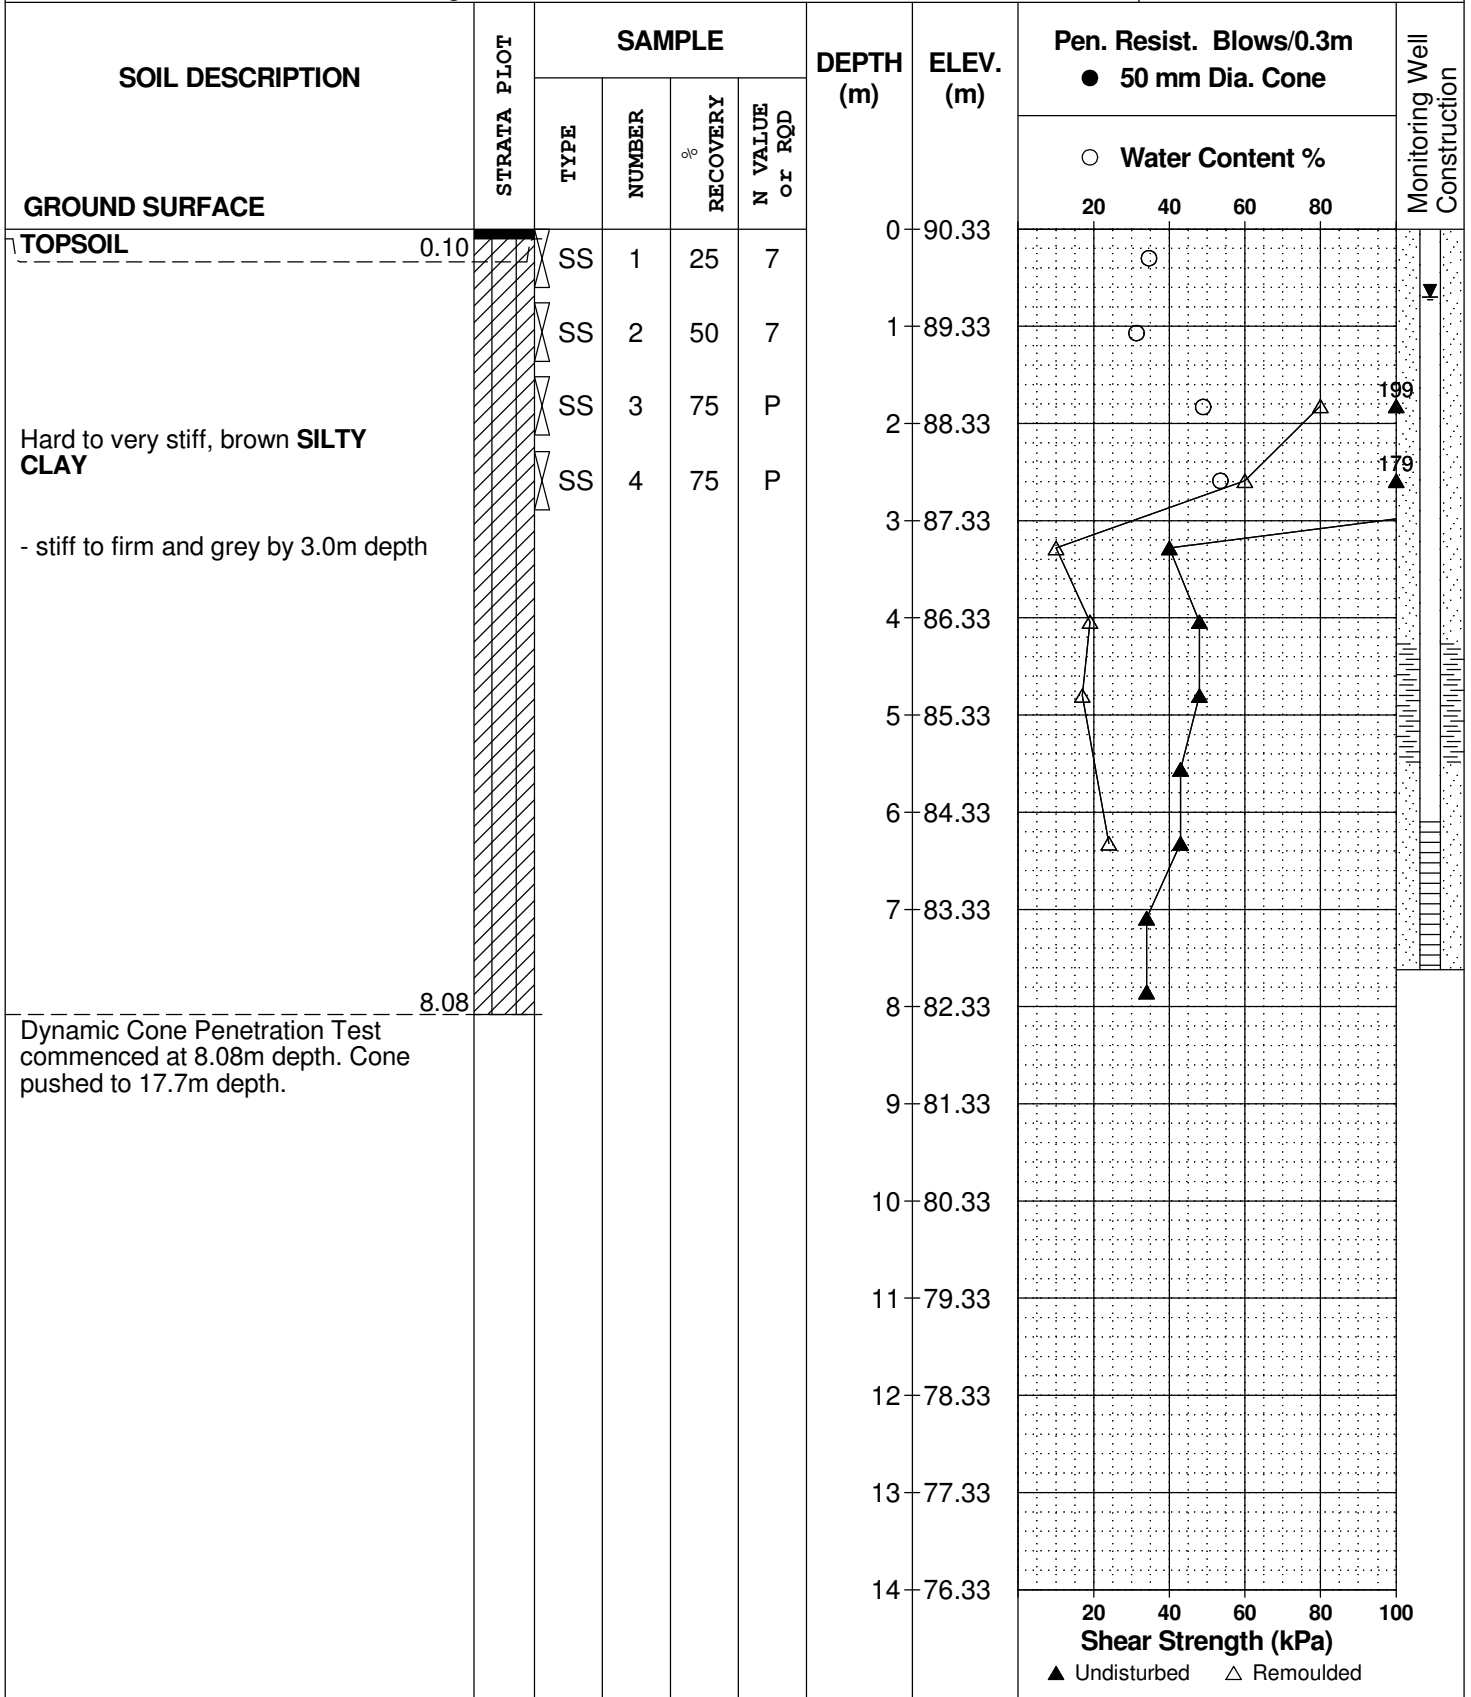 SOIL DESCRIPTION
GROUND SURFACE
STRATA PLOT
SAMPLE
TYPE
NUMBER
% RECOVERY
N VALUE
or RQD
DEPTH
(m)
ELEV.
(m)
Pen. Resist. Blows/0.3m
● 50 mm Dia. Cone
○ Water Content %
20 40 60 80
Monitoring Well
Construction
TOPSOIL 0.10
SS 1 25 7
SS 2 50 7
SS 3 75 P
SS 4 75 P
Hard to very stiff, brown SILTY
CLAY
- stiff to firm and grey by 3.0m depth
8.08
Dynamic Cone Penetration Test
commenced at 8.08m depth. Cone
pushed to 17.7m depth.
0 90.33
1 89.33
2 88.33
3 87.33
4 86.33
5 85.33
6 84.33
7 83.33
8 82.33
9 81.33
10 80.33
11 79.33
12 78.33
13 77.33
14 76.33
199
179
20 40 60 80 100
Shear Strength (kPa)
▲ Undisturbed △ Remoulded